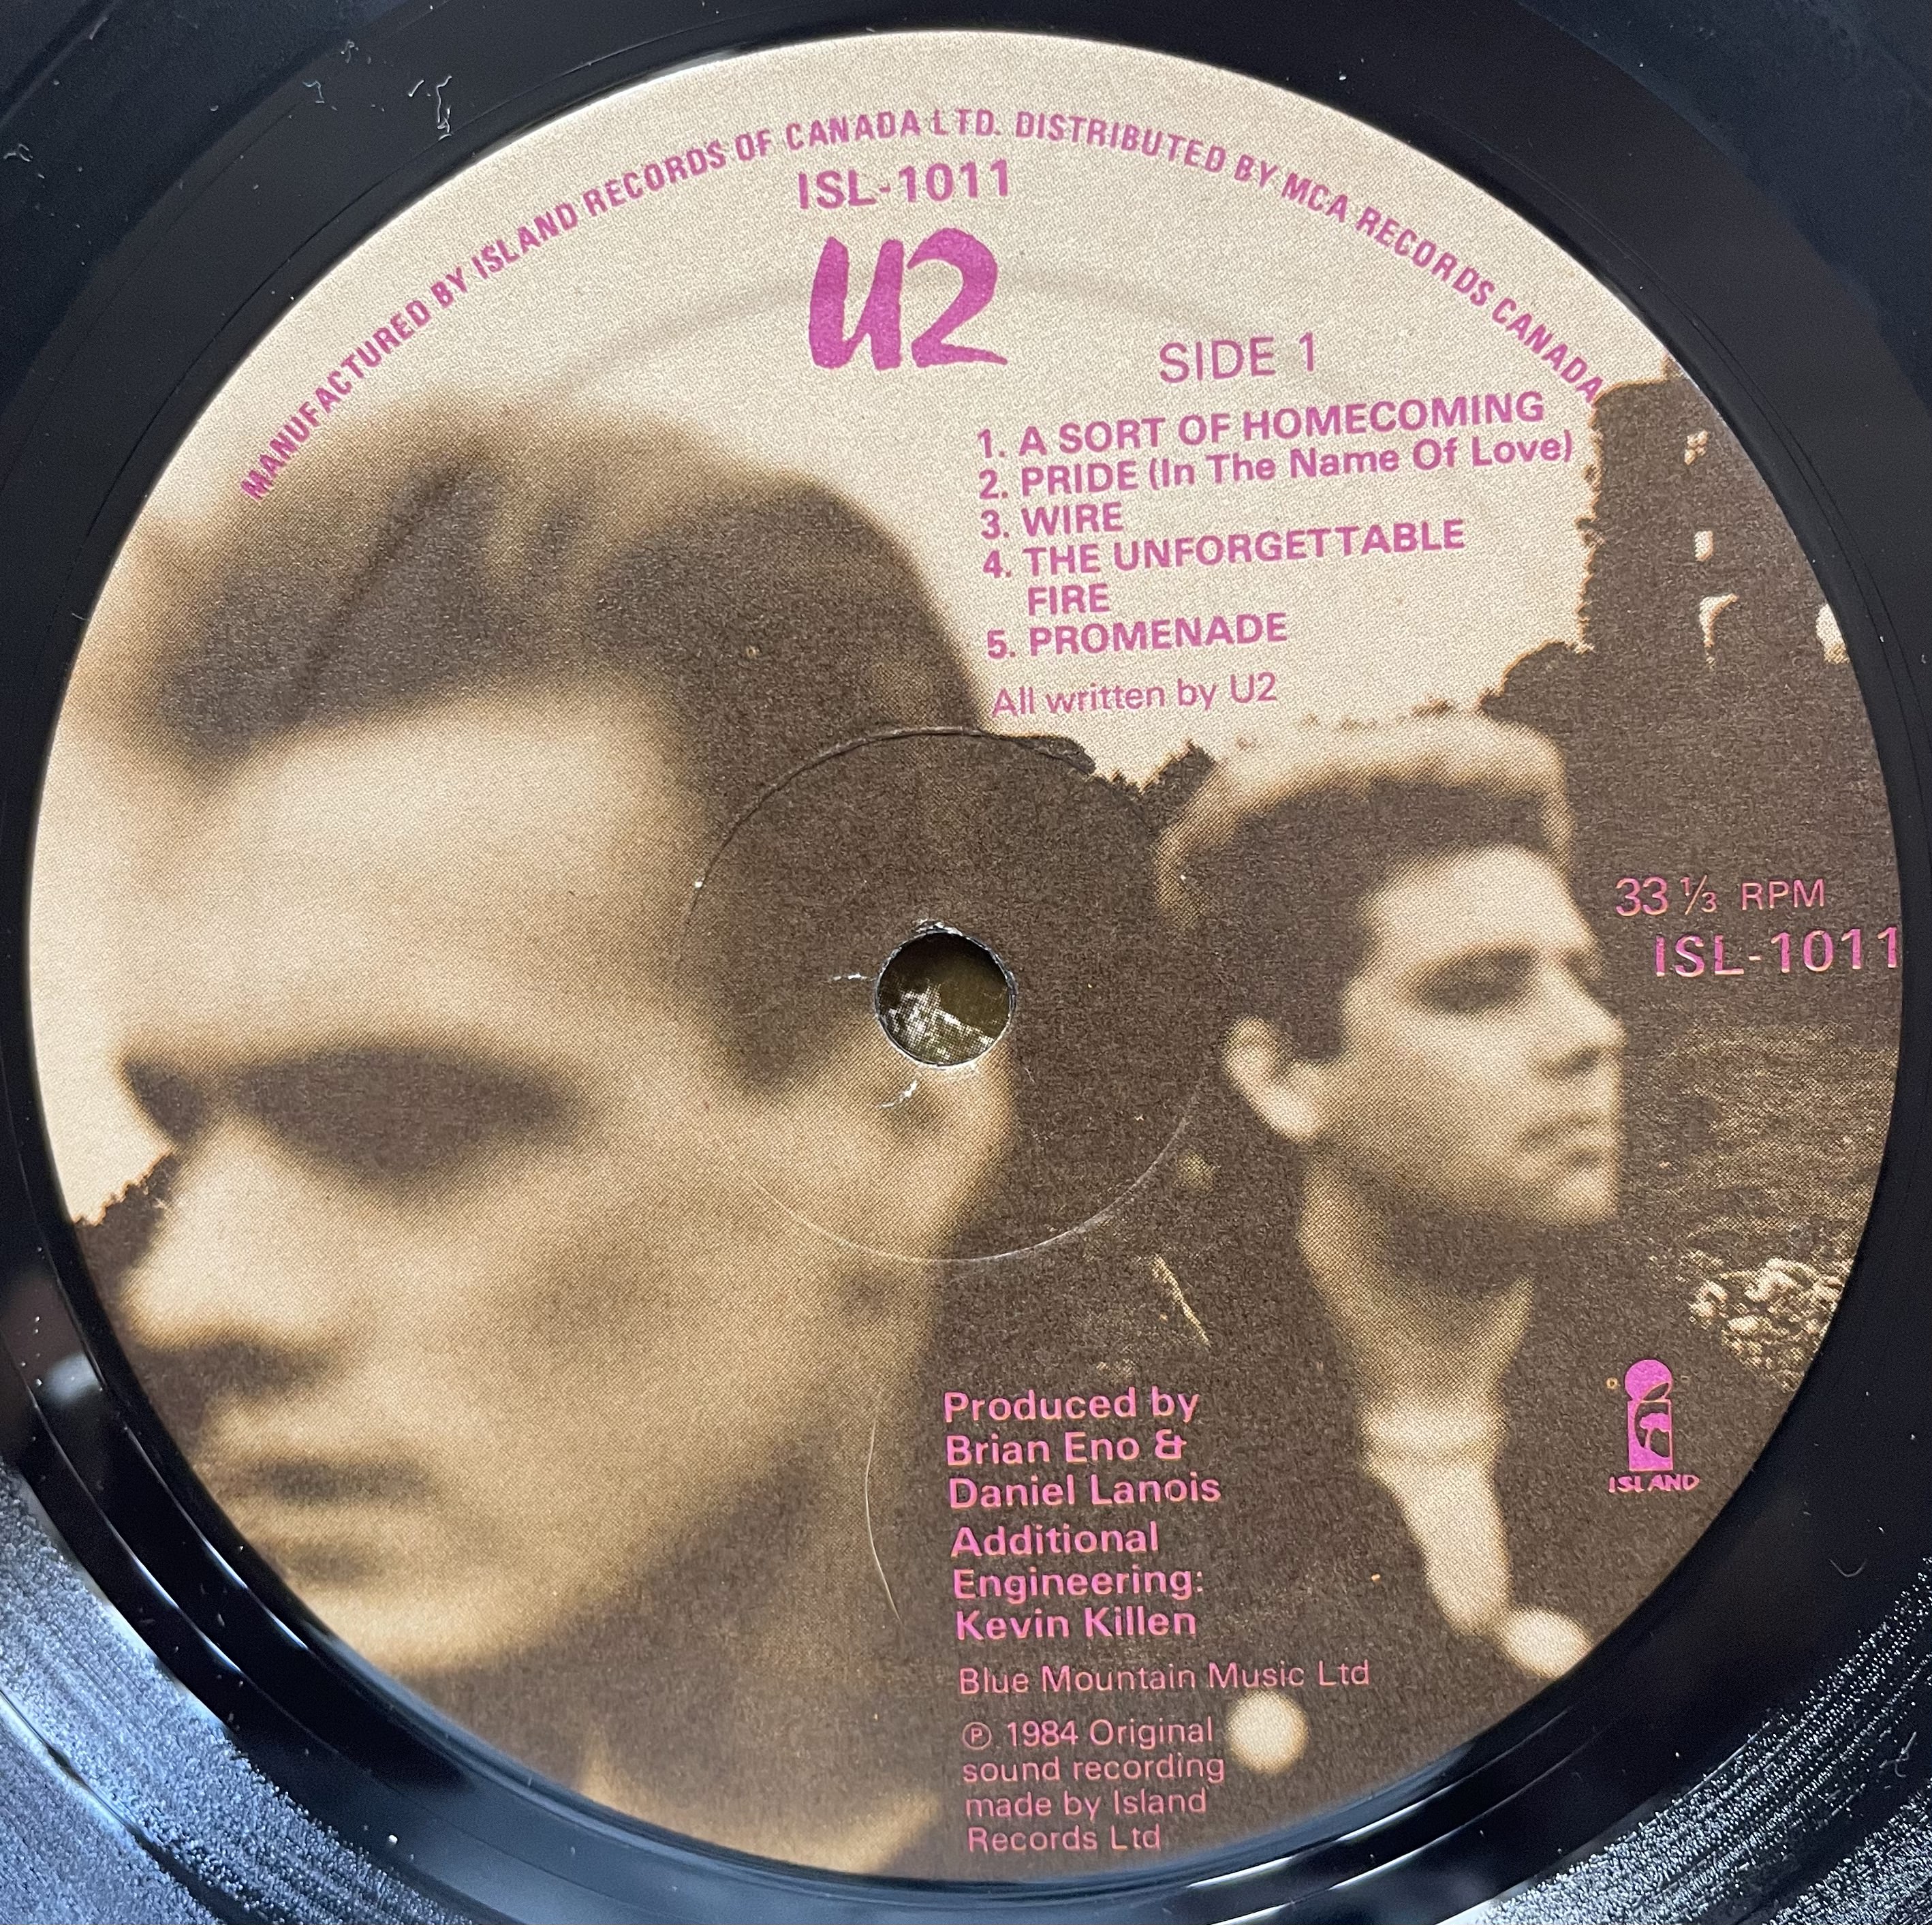 MANUFACTURED BY ISLAND RECORDS OF CANADA LTD. DISTRIBUTED BY MCA RECORDS CANADA
ISL-1011
U2
SIDE 1
1. A SORT OF HOMECOMING
2. PRIDE (In The Name Of Love)
3. WIRE
4. THE UNFORGETTABLE
FIRE
5. PROMENADE
All written by U2
33 ⅓ RPM
ISL-1011
ISLAND
Produced by
Brian Eno &
Daniel Lanois
Additional
Engineering:
Kevin Killen
Blue Mountain Music Ltd
℗ 1984 Original
sound recording
made by Island
Records Ltd